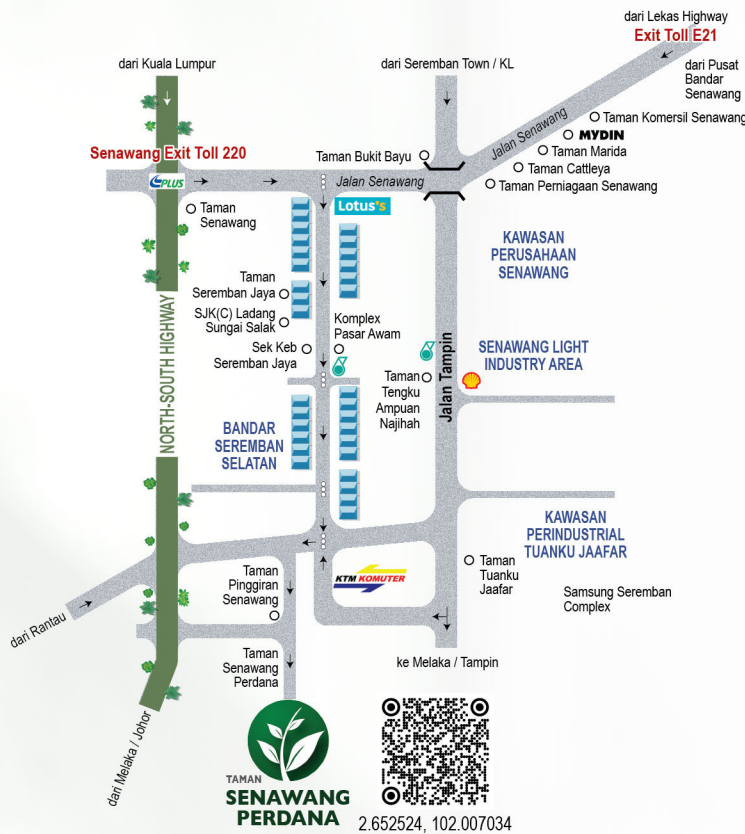 dari Lekas Highway
Exit Toll E21
dari Kuala Lumpur
dari Seremban Town / KL
dari Pusat
Bandar
Senawang
Jalan Senawang
Taman Komersil Senawang
MYDIN
Taman Marida
Taman Cattleya
Taman Perniagaan Senawang
Senawang Exit Toll 220
Taman Bukit Bayu
PLUS
Jalan Senawang
Lotus's
Taman
Senawang
KAWASAN
PERUSAHAAN
SENAWANG
Taman
Seremban Jaya
SJK(C) Ladang
Sungai Salak
Komplex
Pasar Awam
Sek Keb
Seremban Jaya
NORTH-SOUTH HIGHWAY
Jalan Tampin
SENAWANG LIGHT
INDUSTRY AREA
Taman
Tengku
Ampuan
Najihah
BANDAR
SEREMBAN
SELATAN
KAWASAN
PERINDUSTRIAL
TUANKU JAAFAR
Taman
Pinggiran
Senawang
KTM KOMUTER
Taman
Tuanku
Jaafar
Samsung Seremban
Complex
dari Rantau
Taman
Senawang
Perdana
ke Melaka / Tampin
dari Melaka / Johor
TAMAN
SENAWANG
PERDANA
2.652524, 102.007034